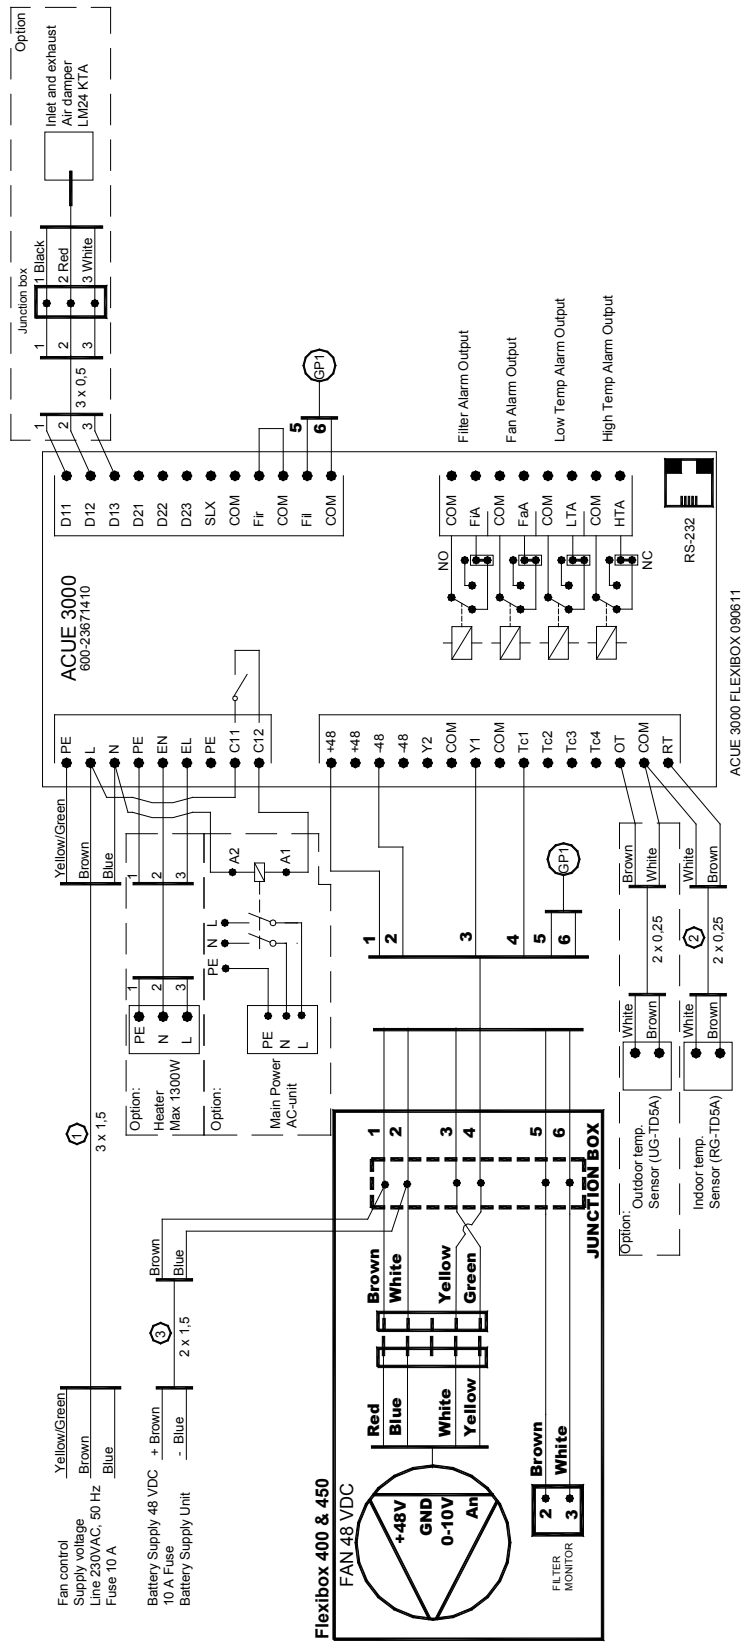 Fan control
Supply voltage
Line 230VAC, 50 Hz
Fuse 10 A
Yellow/Green
Brown
Blue
1
3 x 1,5
Yellow/Green
Brown
Blue
Battery Supply 48 VDC
10 A Fuse
Battery Supply Unit
+ Brown
- Blue
3
2 x 1,5
Brown
Blue
Option:
Heater
Max 1300W
PE
N
L
1
2
3
1
2
3
Option:
Main Power
AC-unit
PE
N
L
PE
N
L
A2
A1
ACUE 3000
600-23671410
PE
L
N
PE
EN
EL
PE
C11
C12
+48
+48
-48
-48
Y2
COM
Y1
COM
Tc1
Tc2
Tc3
Tc4
OT
COM
RT
D11
D12
D13
D21
D22
D23
SLX
COM
Fir
COM
Fil
COM
5
6
GP1
NO
NC
COM
FiA
COM
FaA
COM
LTA
COM
HTA
Filter Alarm Output
Fan Alarm Output
Low Temp Alarm Output
High Temp Alarm Output
RS-232
ACUE 3000 FLEXIBOX 090611
Option
Inlet and exhaust
Air damper
LM24 KTA
Junction box
1 Black
2 Red
3 White
1
2
3
3 x 0,5
1
2
3
Flexibox 400 & 450
FAN 48 VDC
+48V
GND
0-10V
An
Red
Blue
White
Yellow
Brown
White
Yellow
Green
FILTER
MONITOR
2
3
Brown
White
JUNCTION BOX
1
2
3
4
5
6
1
2
3
4
5
6
GP1
Option:
Outdoor temp.
Sensor (UG-TD5A)
White
Brown
2 x 0,25
Brown
White
Indoor temp.
Sensor (RG-TD5A)
White
Brown
2
2 x 0,25
White
Brown